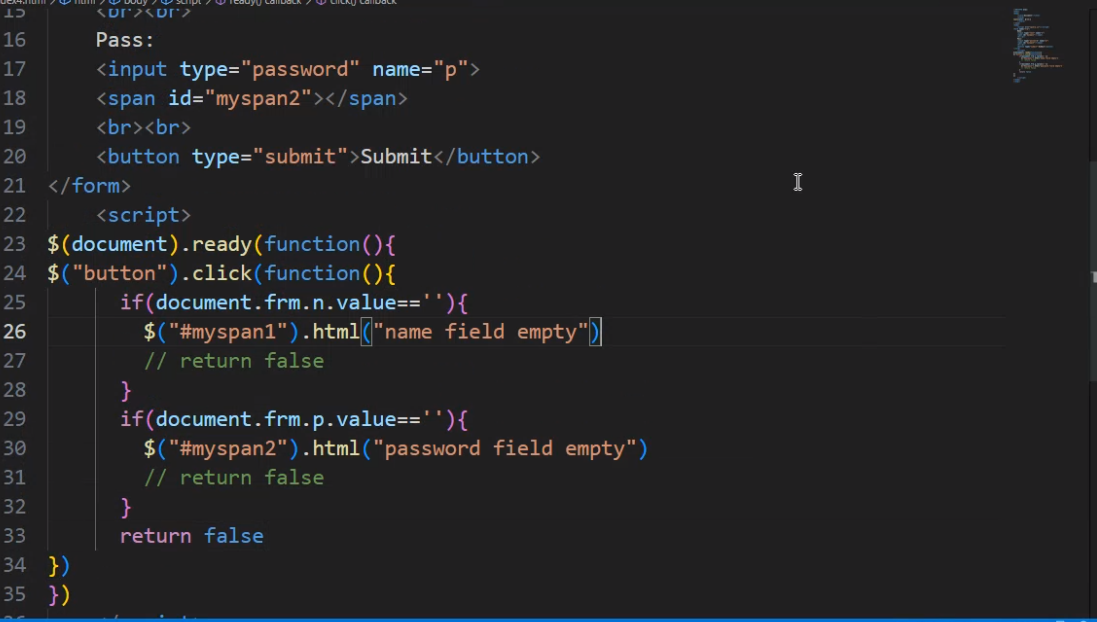 dex4.html > html > body > script > ready() callback > click() callback
15 <br><br>
16 Pass:
17 <input type="password" name="p">
18 <span id="myspan2"></span>
19 <br><br>
20 <button type="submit">Submit</button>
21 </form>
22 <script>
23 $(document).ready(function(){
24 $("button").click(function(){
25 if(document.frm.n.value==''){
26 $("#myspan1").html("name field empty")
27 // return false
28 }
29 if(document.frm.p.value==''){
30 $("#myspan2").html("password field empty")
31 // return false
32 }
33 return false
34 })
35 })